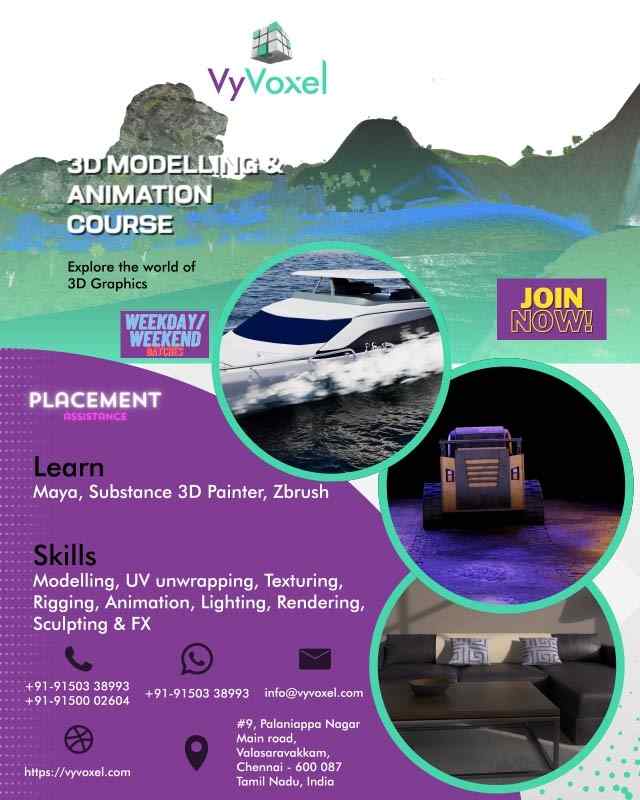 VyVoxel
3D MODELLING &
ANIMATION
COURSE
Explore the world of
3D Graphics
WEEKDAY/
WEEKEND
BATCHES
JOIN
NOW!
PLACEMENT
ASSISTANCE
Learn
Maya, Substance 3D Painter, Zbrush
Skills
Modelling, UV unwrapping, Texturing,
Rigging, Animation, Lighting, Rendering,
Sculpting & FX
+91-91503 38993
+91-91500 02604
+91-91503 38993
info@vyvoxel.com
https://vyvoxel.com
#9, Palaniappa Nagar
Main road,
Valasaravakkam,
Chennai - 600 087
Tamil Nadu, India